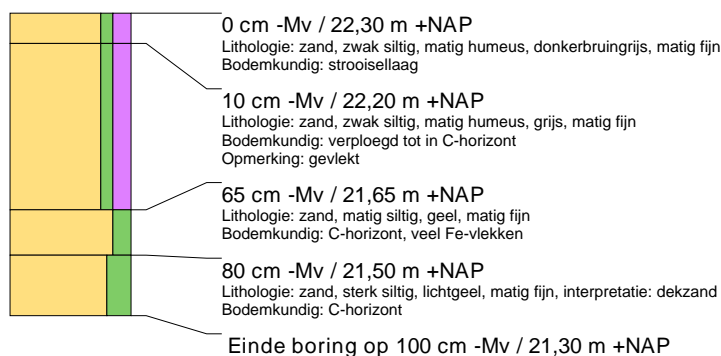 0 cm -Mv / 22,30 m +NAP
Lithologie: zand, zwak siltig, matig humeus, donkerbruingrijs, matig fijn
Bodemkundig: strooisellaag
10 cm -Mv / 22,20 m +NAP
Lithologie: zand, zwak siltig, matig humeus, grijs, matig fijn
Bodemkundig: verploegd tot in C-horizont
Opmerking: gevlekt
65 cm -Mv / 21,65 m +NAP
Lithologie: zand, matig siltig, geel, matig fijn
Bodemkundig: C-horizont, veel Fe-vlekken
80 cm -Mv / 21,50 m +NAP
Lithologie: zand, sterk siltig, lichtgeel, matig fijn, interpretatie: dekzand
Bodemkundig: C-horizont
Einde boring op 100 cm -Mv / 21,30 m +NAP